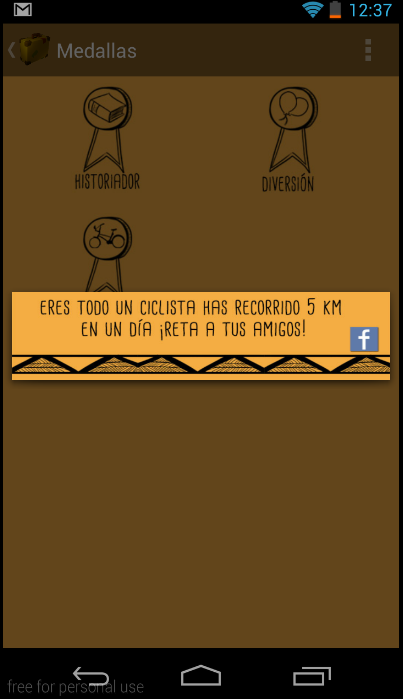 12:37
Medallas
HISTORIADOR
DIVERSIÓN
ERES TODO UN CICLISTA HAS RECORRIDO 5 KM
EN UN DÍA ¡RETA A TUS AMIGOS!
f
free for personal use